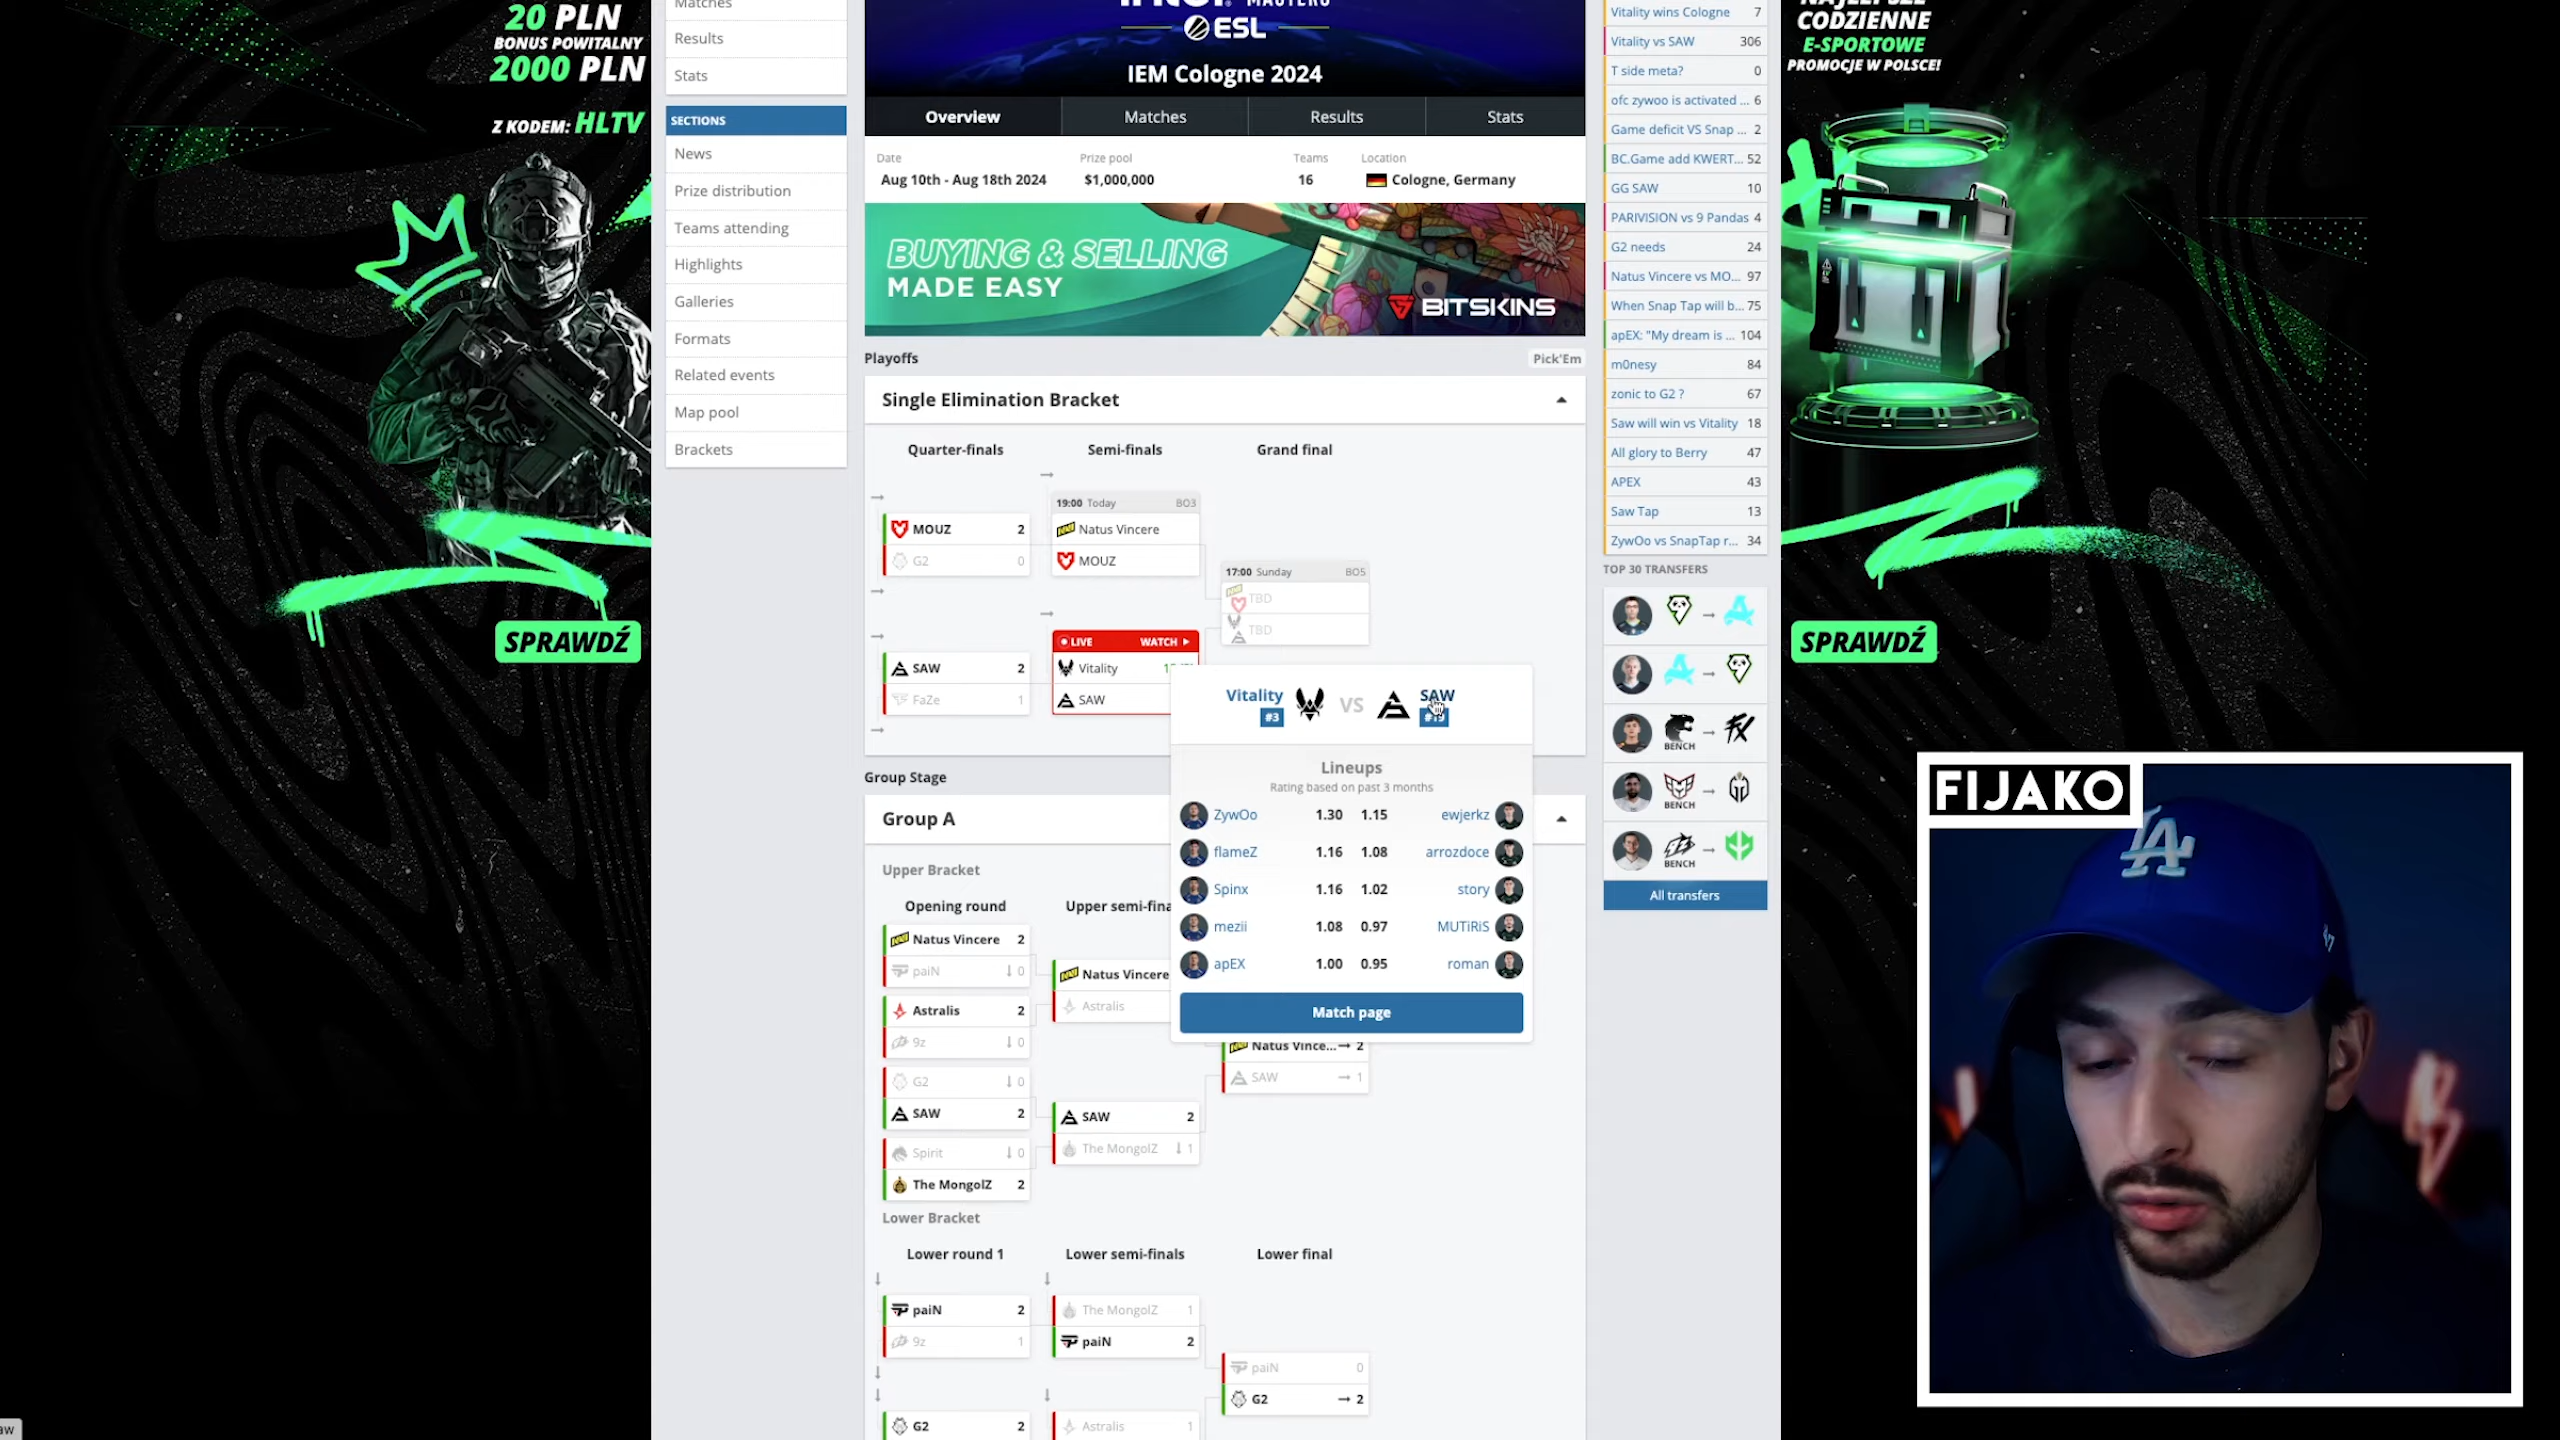 20 PLN
BONUS POWITALNY
2000 PLN
Z KODEM: HLTV
SPRAWDŹ
Matches
Results
Stats
SECTIONS
News
Prize distribution
Teams attending
Highlights
Galleries
Formats
Related events
Map pool
Brackets
MASTERS
ESL
IEM Cologne 2024
Overview
Matches
Results
Stats
Date
Aug 10th - Aug 18th 2024
Prize pool
$1,000,000
Teams
16
Location
Cologne, Germany
BUYING & SELLING
MADE EASY
BITSKINS
Playoffs
Pick'Em
Single Elimination Bracket
Quarter-finals
Semi-finals
Grand final
MOUZ 2
G2 0
SAW 2
FaZe 1
19:00 Today BO3
Natus Vincere
MOUZ
LIVE WATCH
Vitality
SAW
17:00 Sunday BO5
TBD
TBD
Vitality
#3
VS
SAW
Lineups
Rating based on past 3 months
ZywOo 1.30 1.15 ewjerkz
flameZ 1.16 1.08 arrozdoce
Spinx 1.16 1.02 story
mezii 1.08 0.97 MUTiRiS
apEX 1.00 0.95 roman
Match page
Group Stage
Group A
Upper Bracket
Opening round
Upper semi-fina
Natus Vincere 2
paiN 0
Astralis 2
9z 0
G2 0
SAW 2
Spirit 0
The MongolZ 2
Natus Vincere
Astralis
SAW 2
The MongolZ 1
Natus Vince... 2
SAW 1
Lower Bracket
Lower round 1
Lower semi-finals
Lower final
paiN 2
9z 1
G2 2
The MongolZ 1
paiN 2
Astralis 1
paiN 0
G2 2
Vitality wins Cologne 7
Vitality vs SAW 306
T side meta? 0
ofc zywoo is activated ... 6
Game deficit VS Snap ... 2
BC.Game add KWERT... 52
GG SAW 10
PARIVISION vs 9 Pandas 4
G2 needs 24
Natus Vincere vs MO... 97
When Snap Tap will b... 75
apEX: "My dream is ... 104
m0nesy 84
zonic to G2 ? 67
Saw will win vs Vitality 18
All glory to Berry 47
APEX 43
Saw Tap 13
ZywOo vs SnapTap r... 34
TOP 30 TRANSFERS
BENCH
BENCH
BENCH
All transfers
NAJLEPSZE
CODZIENNE
E-SPORTOWE
PROMOCJE W POLSCE!
SPRAWDŹ
FIJAKO
LA
aw